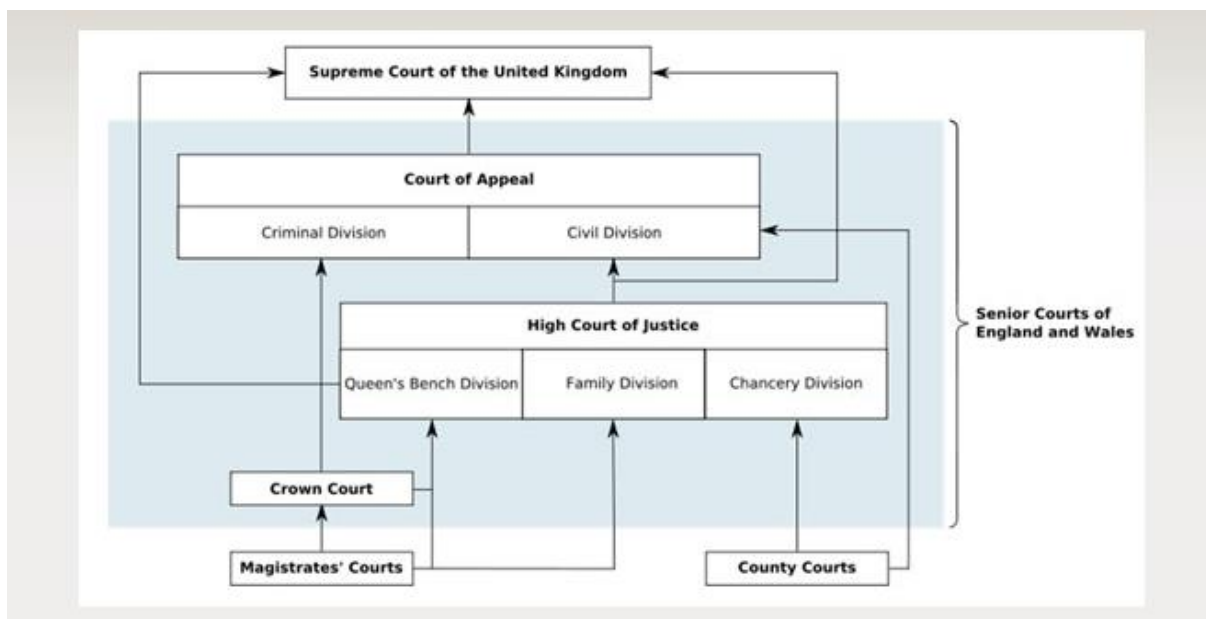 Supreme Court of the United Kingdom
Court of Appeal
Criminal Division
Civil Division
High Court of Justice
Senior Courts of
England and Wales
Queen's Bench Division
Family Division
Chancery Division
Crown Court
Magistrates' Courts
County Courts